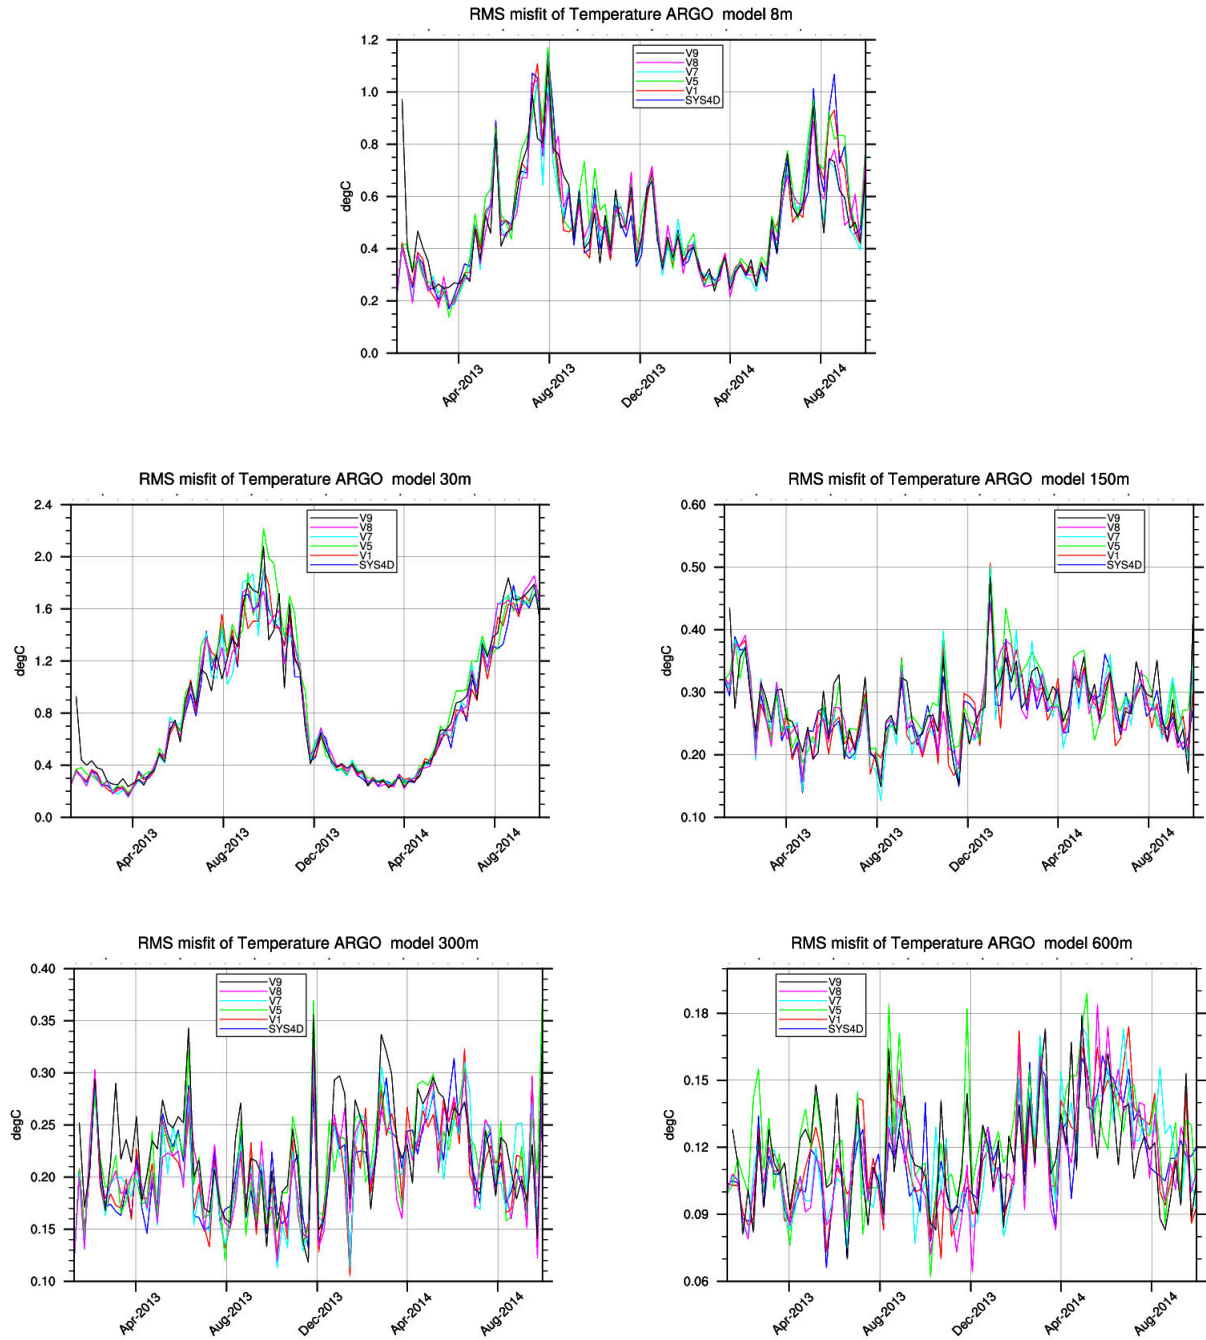 RMS misfit of Temperature ARGO model 8m
degC
1.2
1.0
0.8
0.6
0.4
0.2
0.0
V9
V8
V7
V5
V1
SYS4D
Apr-2013
Aug-2013
Dec-2013
Apr-2014
Aug-2014
RMS misfit of Temperature ARGO model 30m
degC
2.4
2.0
1.6
1.2
0.8
0.4
0.0
V9
V8
V7
V5
V1
SYS4D
Apr-2013
Aug-2013
Dec-2013
Apr-2014
Aug-2014
RMS misfit of Temperature ARGO model 150m
degC
0.60
0.50
0.40
0.30
0.20
0.10
V9
V8
V7
V5
V1
SYS4D
Apr-2013
Aug-2013
Dec-2013
Apr-2014
Aug-2014
RMS misfit of Temperature ARGO model 300m
degC
0.40
0.35
0.30
0.25
0.20
0.15
0.10
V9
V8
V7
V5
V1
SYS4D
Apr-2013
Aug-2013
Dec-2013
Apr-2014
Aug-2014
RMS misfit of Temperature ARGO model 600m
degC
0.18
0.15
0.12
0.09
0.06
V9
V8
V7
V5
V1
SYS4D
Apr-2013
Aug-2013
Dec-2013
Apr-2014
Aug-2014